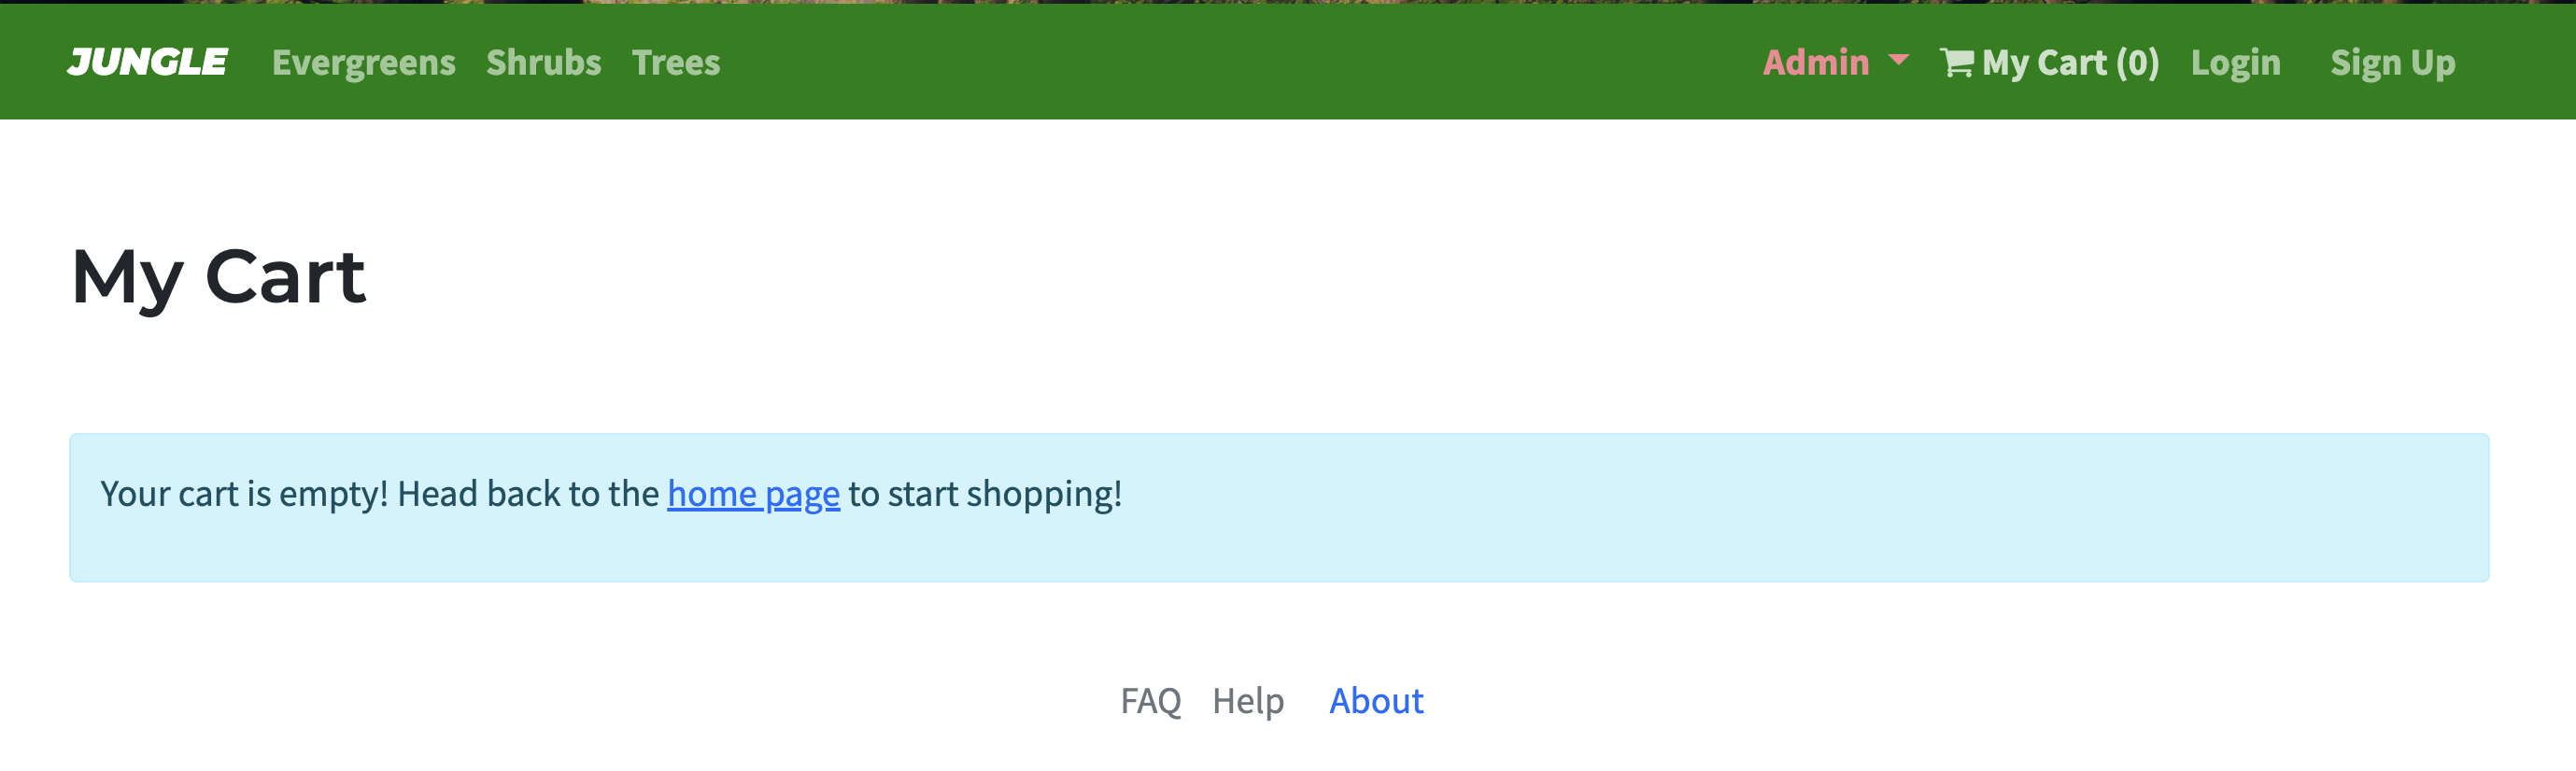 JUNGLE Evergreens Shrubs Trees Admin My Cart (0) Login Sign Up
My Cart
Your cart is empty! Head back to the home page to start shopping!
FAQ Help About